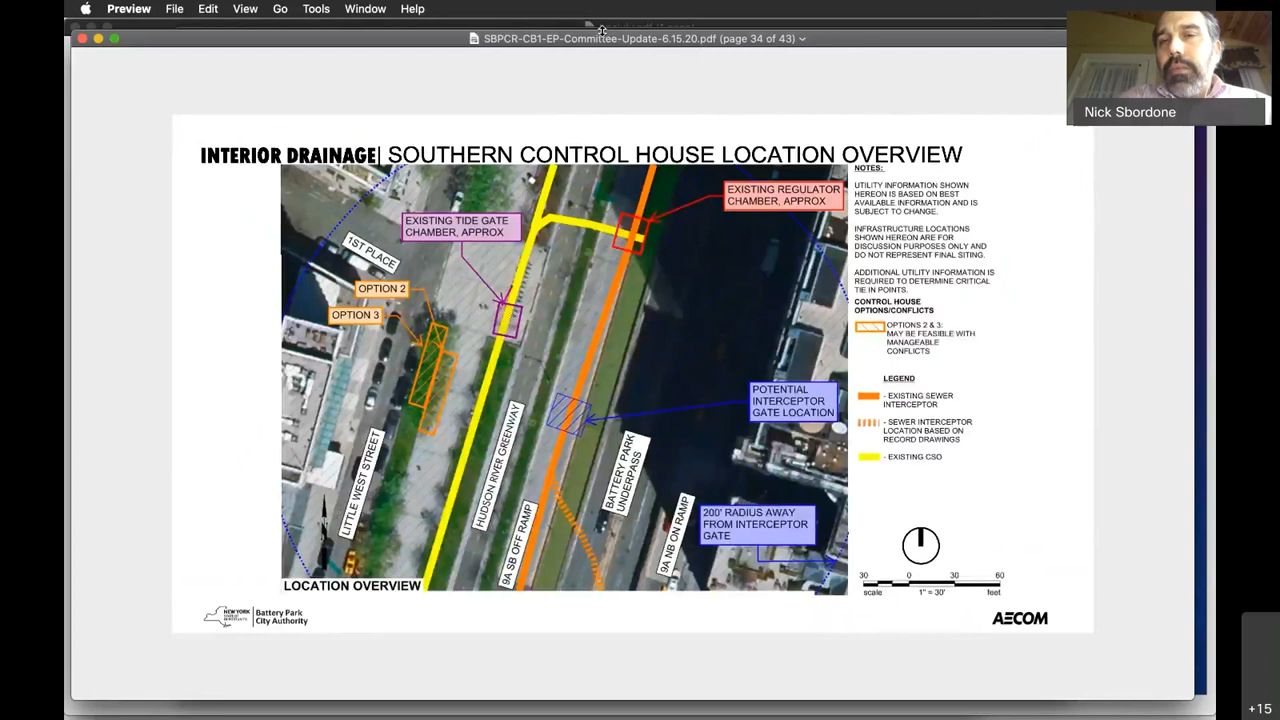 Preview File Edit View Go Tools Window Help
SBPCR-CB1-EP-Committee-Update-6.15.20.pdf (page 34 of 43)
Nick Sbordone
INTERIOR DRAINAGE| SOUTHERN CONTROL HOUSE LOCATION OVERVIEW
EXISTING REGULATOR
CHAMBER, APPROX
EXISTING TIDE GATE
CHAMBER, APPROX
1ST PLACE
OPTION 2
OPTION 3
POTENTIAL
INTERCEPTOR
GATE LOCATION
LITTLE WEST STREET
HUDSON RIVER GREENWAY
BATTERY PARK
UNDERPASS
9A SB OFF RAMP
9A NB ON RAMP
200' RADIUS AWAY
FROM INTERCEPTOR
GATE
LOCATION OVERVIEW
NOTES:
UTILITY INFORMATION SHOWN
HEREON IS BASED ON BEST
AVAILABLE INFORMATION AND IS
SUBJECT TO CHANGE.
INFRASTRUCTURE LOCATIONS
SHOWN HEREON ARE FOR
DISCUSSION PURPOSES ONLY AND
DO NOT REPRESENT FINAL SITING.
ADDITIONAL UTILITY INFORMATION IS
REQUIRED TO DETERMINE CRITICAL
TIE IN POINTS.
CONTROL HOUSE
OPTIONS/CONFLICTS
OPTIONS 2 & 3:
MAY BE FEASIBLE WITH
MANAGEABLE
CONFLICTS
LEGEND
- EXISTING SEWER
INTERCEPTOR
- SEWER INTERCEPTOR
LOCATION BASED ON
RECORD DRAWINGS
- EXISTING CSO
30 0 30 60
scale 1" = 30' feet
NEW YORK
Battery Park
City Authority
AECOM
+15